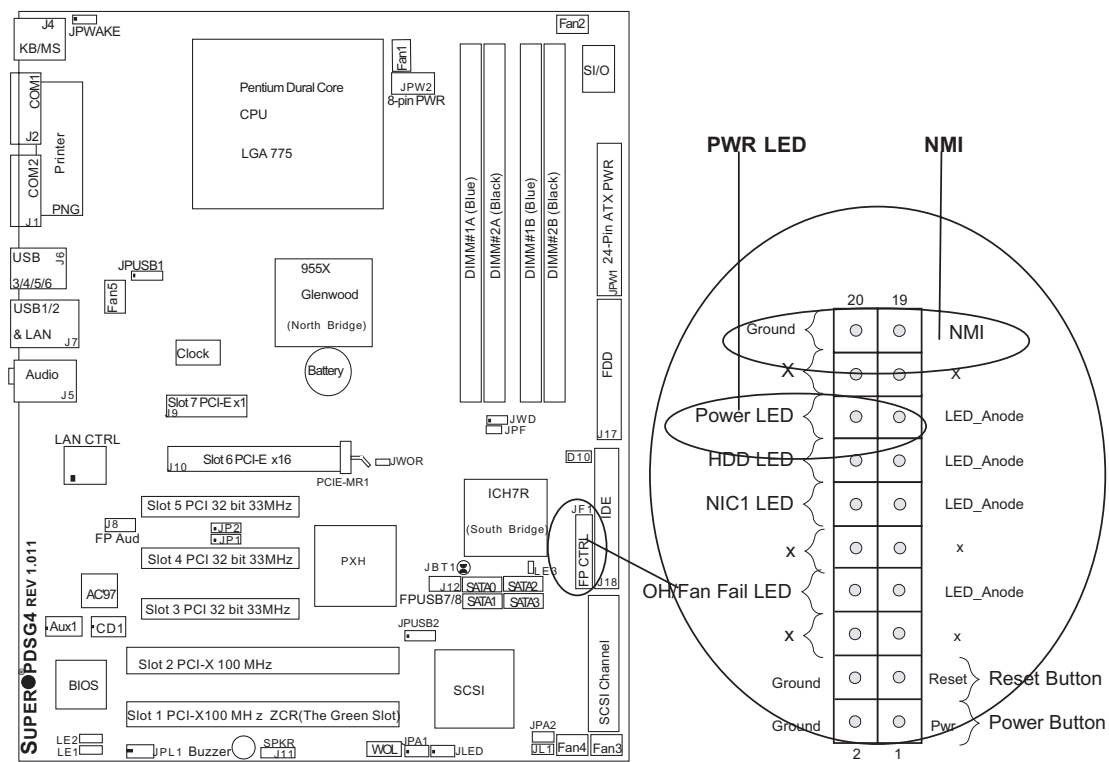 J4
KB/MS
JPWAKE
Fan2
Fan1
JPW2
8-pin PWR
SI/O
Pentium Dural Core
CPU
LGA 775
COM1
J2
Printer
COM2
J1
PNG
DIMM#1A (Blue)
DIMM#2A (Black)
DIMM#1B (Blue)
DIMM#2B (Black)
24-Pin ATX PWR
JPW1
USB
J6
3/4/5/6
JPUSB1
Fan5
USB1/2
& LAN
J7
955X
Glenwood
(North Bridge)
Clock
Battery
Audio
J5
FDD
J17
Slot 7 PCI-E x1
J9
JWD
JPF
LAN CTRL
Slot 6 PCI-E x16
J10
PCIE-MR1
JWOR
D10
IDE
J18
ICH7R
(South Bridge)
JF1
FP CTRL
Slot 5 PCI 32 bit 33MHz
J8
FP Aud
JP2
JP1
Slot 4 PCI 32 bit 33MHz
PXH
JBT1
LE3
J12
FPUSB7/8
SATA0
SATA2
SATA1
SATA3
AC97
Slot 3 PCI 32 bit 33MHz
Aux1
CD1
JPUSB2
Slot 2 PCI-X 100 MHz
BIOS
SCSI
SCSI Channel
Slot 1 PCI-X100 MH z ZCR(The Green Slot)
SUPER®PDSG4 REV 1.011
LE2
LE1
JPL1
Buzzer
SPKR
J11
WOL
JPA1
JLED
JPA2
JL1
Fan4
Fan3
PWR LED
NMI
20
19
Ground
NMI
X
x
Power LED
LED_Anode
HDD LED
LED_Anode
NIC1 LED
LED_Anode
x
x
OH/Fan Fail LED
LED_Anode
x
x
Ground
Reset
Reset Button
Ground
Pwr
Power Button
2
1